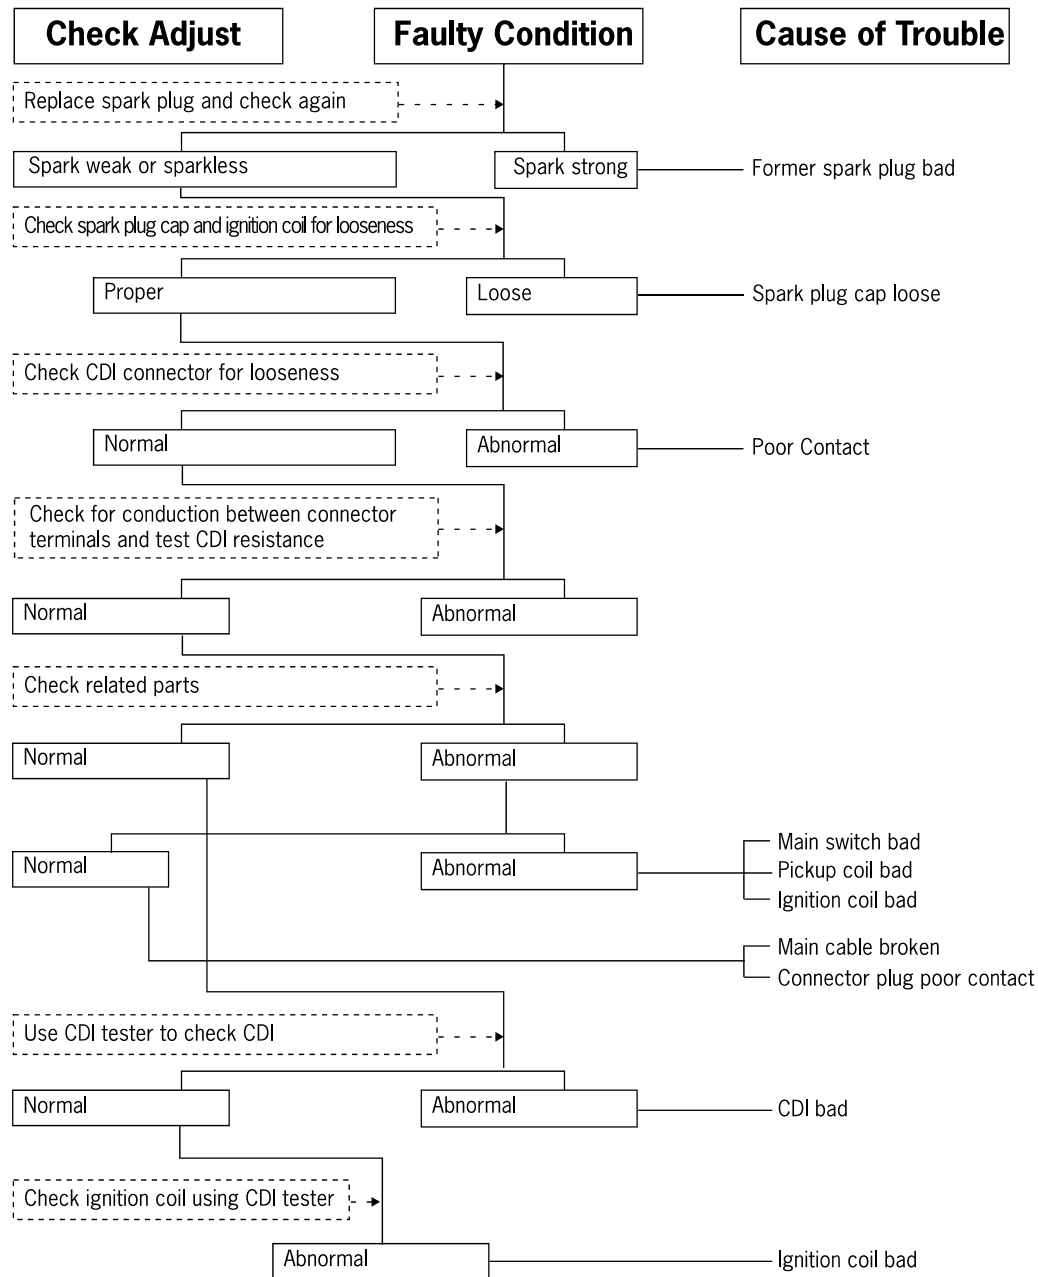 Check Adjust
Faulty Condition
Cause of Trouble
Replace spark plug and check again
Spark weak or sparkless
Spark strong
Former spark plug bad
Check spark plug cap and ignition coil for looseness
Proper
Loose
Spark plug cap loose
Check CDI connector for looseness
Normal
Abnormal
Poor Contact
Check for conduction between connector
terminals and test CDI resistance
Normal
Abnormal
Check related parts
Normal
Abnormal
Normal
Abnormal
Main switch bad
Pickup coil bad
Ignition coil bad
Main cable broken
Connector plug poor contact
Use CDI tester to check CDI
Normal
Abnormal
CDI bad
Check ignition coil using CDI tester
Abnormal
Ignition coil bad